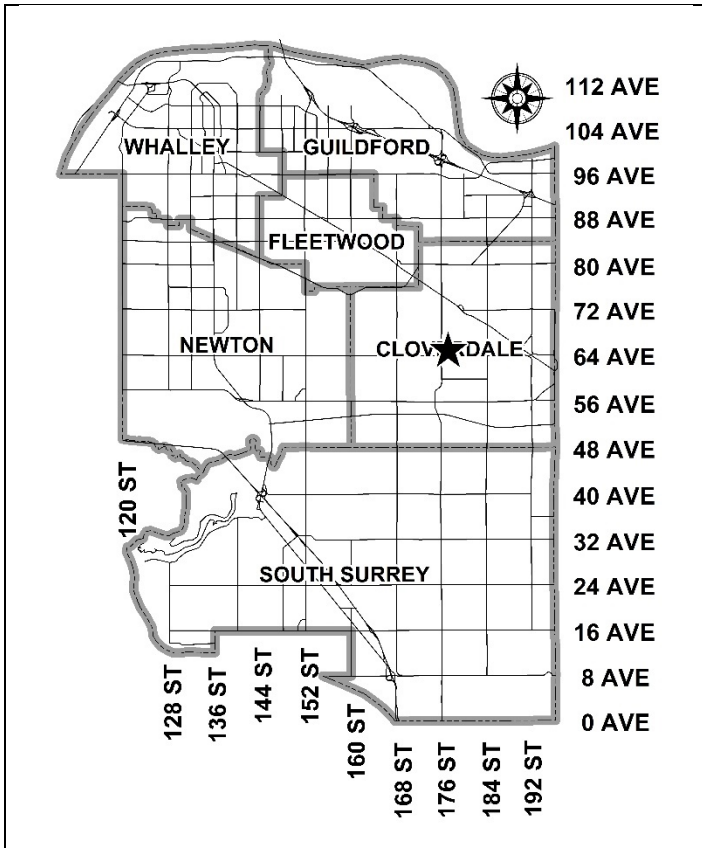 112 AVE
104 AVE
WHALLEY
GUILDFORD
96 AVE
88 AVE
FLEETWOOD
80 AVE
72 AVE
NEWTON
CLOV DALE
64 AVE
56 AVE
48 AVE
120 ST
40 AVE
32 AVE
SOUTH SURREY
24 AVE
16 AVE
128 ST
136 ST
144 ST
152 ST
160 ST
8 AVE
0 AVE
168 ST
176 ST
184 ST
192 ST